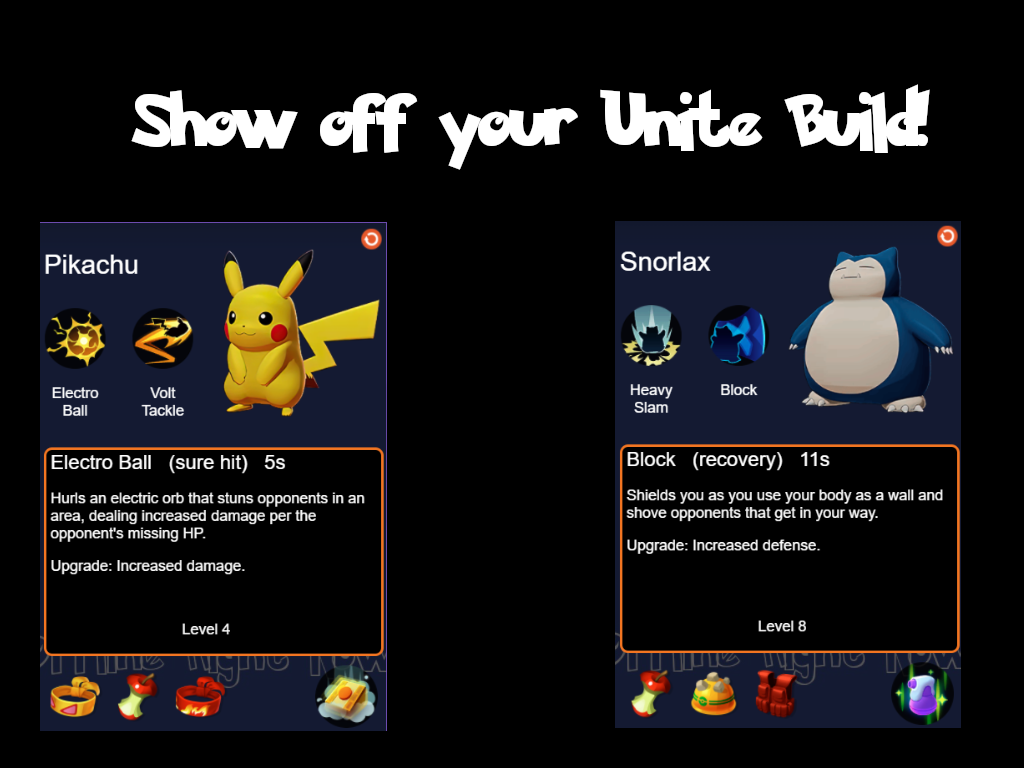 Show off your Unite Build!
Pikachu
Electro
Ball
Volt
Tackle
Electro Ball (sure hit) 5s
Hurls an electric orb that stuns opponents in an
area, dealing increased damage per the
opponent's missing HP.
Upgrade: Increased damage.
Level 4
Snorlax
Heavy
Slam
Block
Block (recovery) 11s
Shields you as you use your body as a wall and
shove opponents that get in your way.
Upgrade: Increased defense.
Level 8